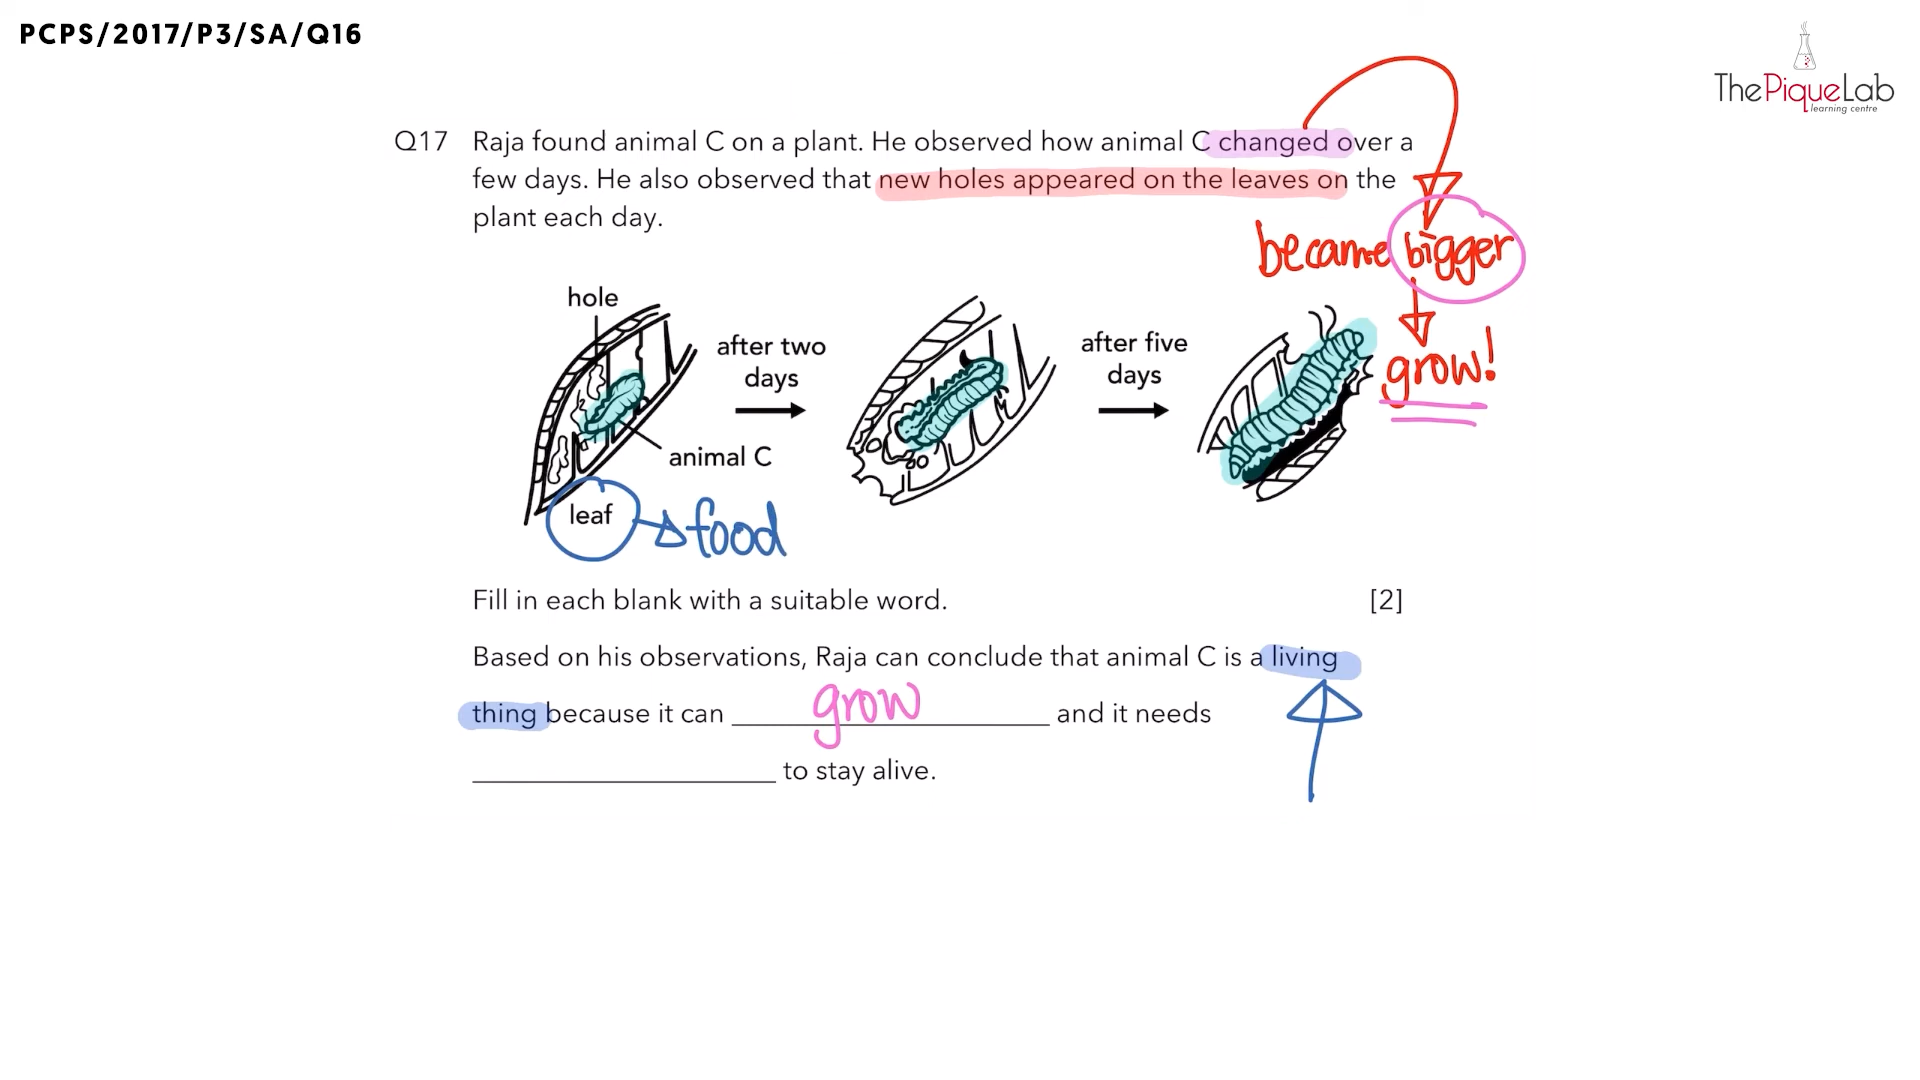 PCPS/2017/P3/SA/Q16
ThePiqueLab
learning centre
Q17 Raja found animal C on a plant. He observed how animal C changed over a
few days. He also observed that new holes appeared on the leaves on the
plant each day.
became bigger
grow!
hole
after two
days
after five
days
animal C
leaf
food
Fill in each blank with a suitable word. [2]
Based on his observations, Raja can conclude that animal C is a living
thing because it can grow and it needs
to stay alive.